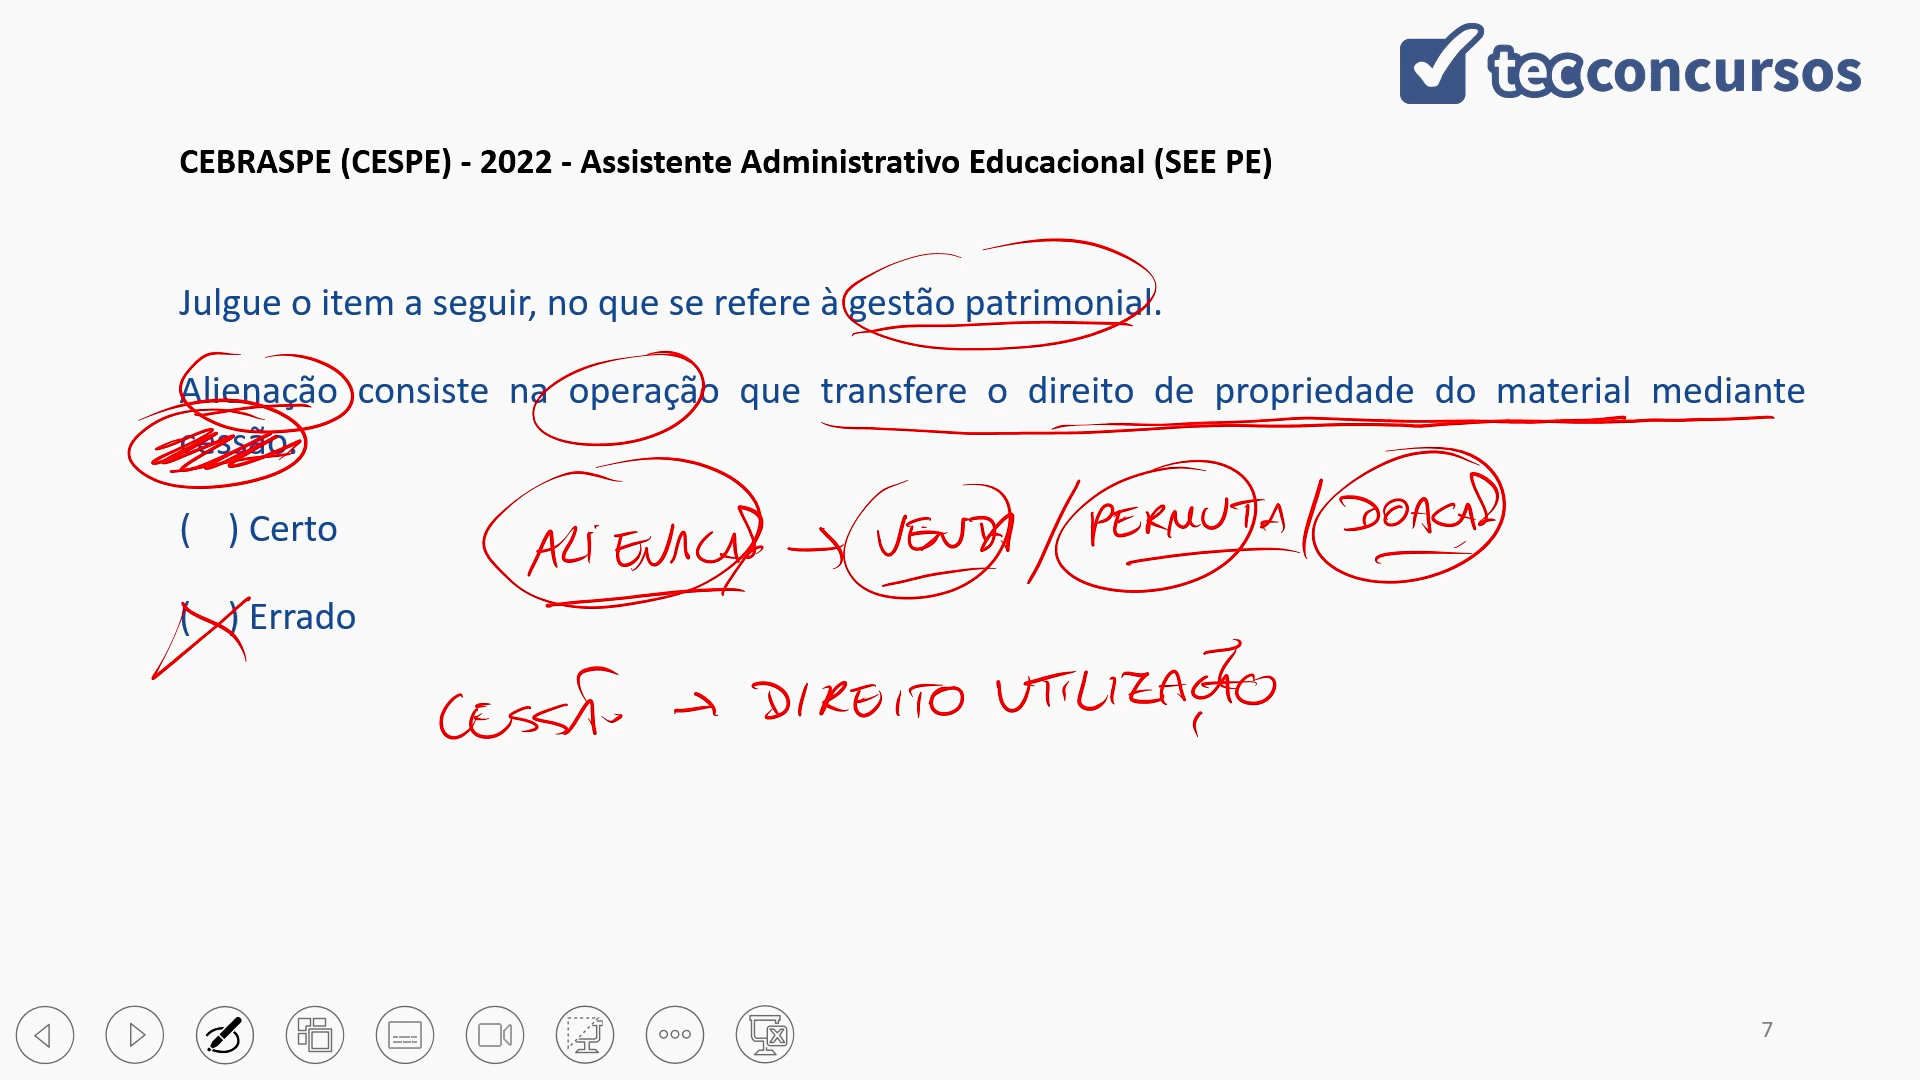 tecconcursos
CEBRASPE (CESPE) - 2022 - Assistente Administrativo Educacional (SEE PE)
Julgue o item a seguir, no que se refere à gestão patrimonial.
Alienação consiste na operação que transfere o direito de propriedade do material mediante
cessão.
( ) Certo
ALIENAÇÃO → VENDA / PERMUTA / DOAÇÃO
( ) Errado
CESSÃO → DIREITO UTILIZAÇÃO
7